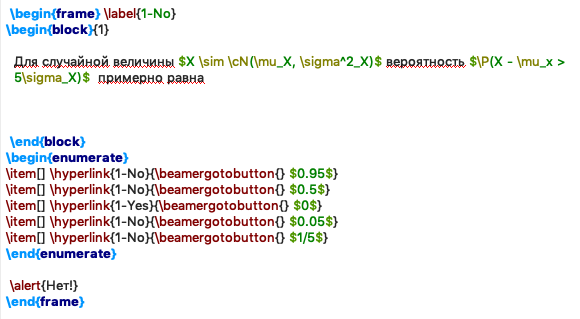 \begin{frame} \label{1-No}
\begin{block}{1}
Для случайной величины $X \sim \cN(\mu_X, \sigma^2_X)$ вероятность $\P(X - \mu_x >
5\sigma_X)$ примерно равна
\end{block}
\begin{enumerate}
\item[] \hyperlink{1-No}{\beamergotobutton{} $0.95$}
\item[] \hyperlink{1-No}{\beamergotobutton{} $0.5$}
\item[] \hyperlink{1-Yes}{\beamergotobutton{} $0$}
\item[] \hyperlink{1-No}{\beamergotobutton{} $0.05$}
\item[] \hyperlink{1-No}{\beamergotobutton{} $1/5$}
\end{enumerate}
\alert{Нет!}
\end{frame}